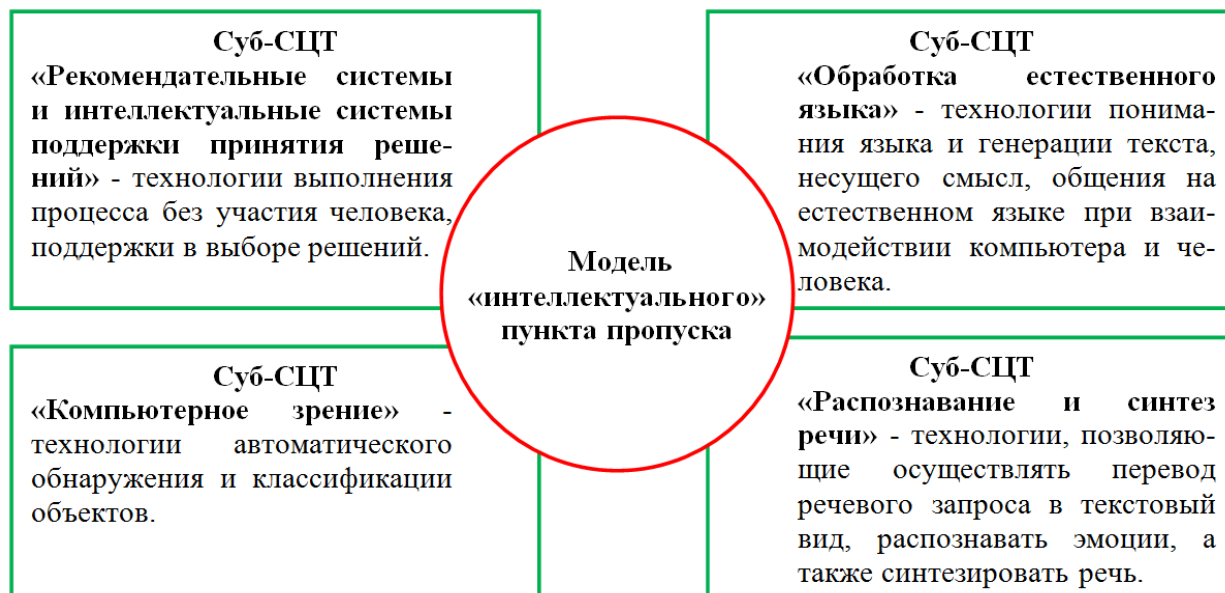 Суб-СЦТ
«Рекомендательные системы
и интеллектуальные системы
поддержки принятия реше-
ний» - технологии выполнения
процесса без участия человека,
поддержки в выборе решений.
Суб-СЦТ
«Обработка естественного
языка» - технологии понима-
ния языка и генерации текста,
несущего смысл, общения на
естественном языке при взаи-
модействии компьютера и че-
ловека.
Модель
«интеллектуального»
пункта пропуска
Суб-СЦТ
«Компьютерное зрение» -
технологии автоматического
обнаружения и классификации
объектов.
Суб-СЦТ
«Распознавание и синтез
речи» - технологии, позволяю-
щие осуществлять перевод
речевого запроса в текстовый
вид, распознавать эмоции, а
также синтезировать речь.